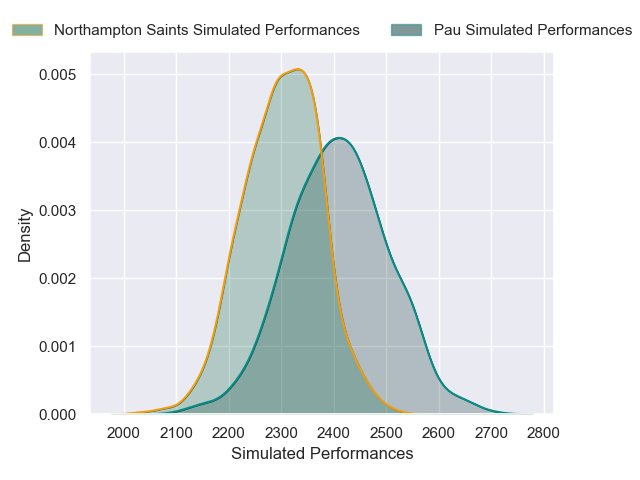 Northampton Saints Simulated Performances Pau Simulated Performances
0.005
0.004
0.003
0.002
0.001
0.000
Density
2000 2100 2200 2300 2400 2500 2600 2700 2800
Simulated Performances